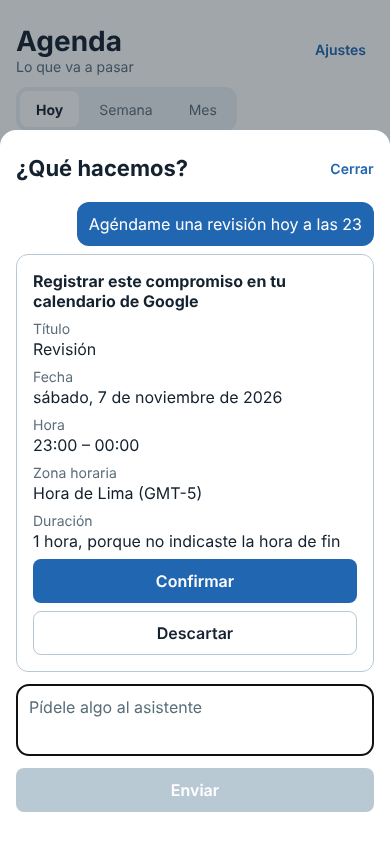 Agenda
Lo que va a pasar
Ajustes
Hoy
Semana
Mes
¿Qué hacemos?
Cerrar
Agéndame una revisión hoy a las 23
Registrar este compromiso en tu
calendario de Google
Título
Revisión
Fecha
sábado, 7 de noviembre de 2026
Hora
23:00 – 00:00
Zona horaria
Hora de Lima (GMT-5)
Duración
1 hora, porque no indicaste la hora de fin
Confirmar
Descartar
Pídele algo al asistente
Enviar